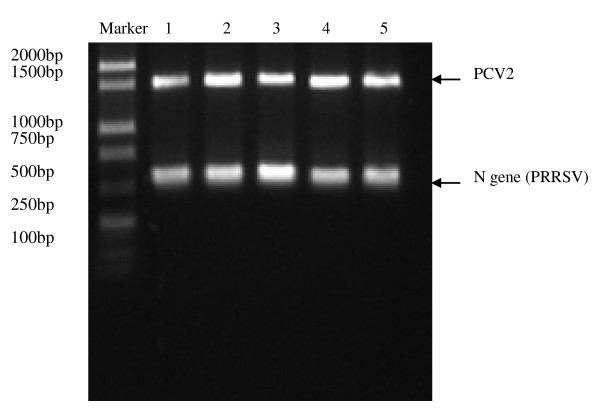 Marker 1 2 3 4 5
2000bp
1500bp
1000bp
750bp
500bp
250bp
100bp
PCV2
N gene (PRRSV)